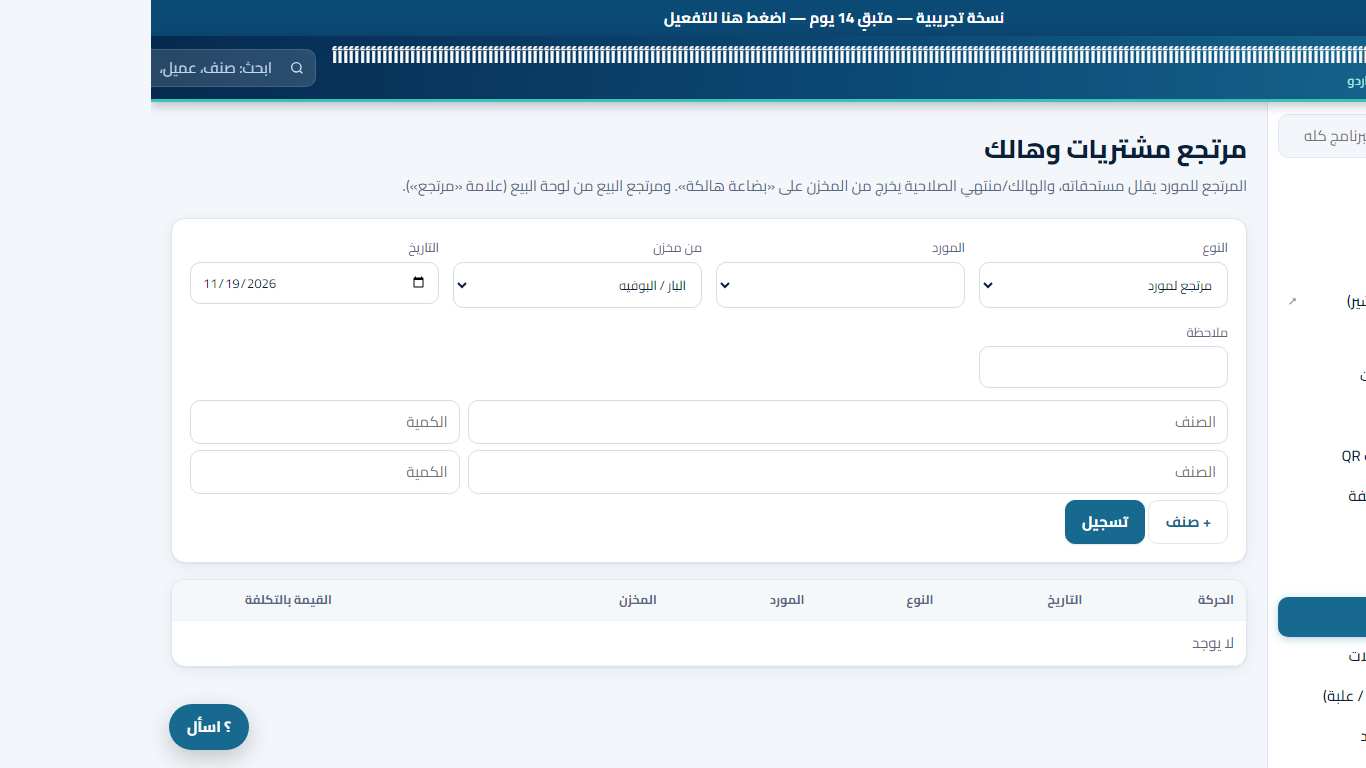 نسخة تجريبية — متبقٍ 14 يوم — اضغط هنا للتفعيل
ابحث: صنف، عميل،
مرتجع مشتريات وهالك
المرتجع للمورد يقلل مستحقاته، والهالك/منتهي الصلاحية يخرج من المخزن على «بضاعة هالكة». ومرتجع البيع من لوحة البيع (علامة «مرتجع»).
النوع
المورد
من مخزن
التاريخ
مرتجع لمورد
البار / البوفيه
11/19/2026
ملاحظة
الصنف
الكمية
الصنف
الكمية
+ صنف
تسجيل
الحركة
التاريخ
النوع
المورد
المخزن
القيمة بالتكلفة
لا يوجد
؟ اسأل
كله
QR
/ علبة)